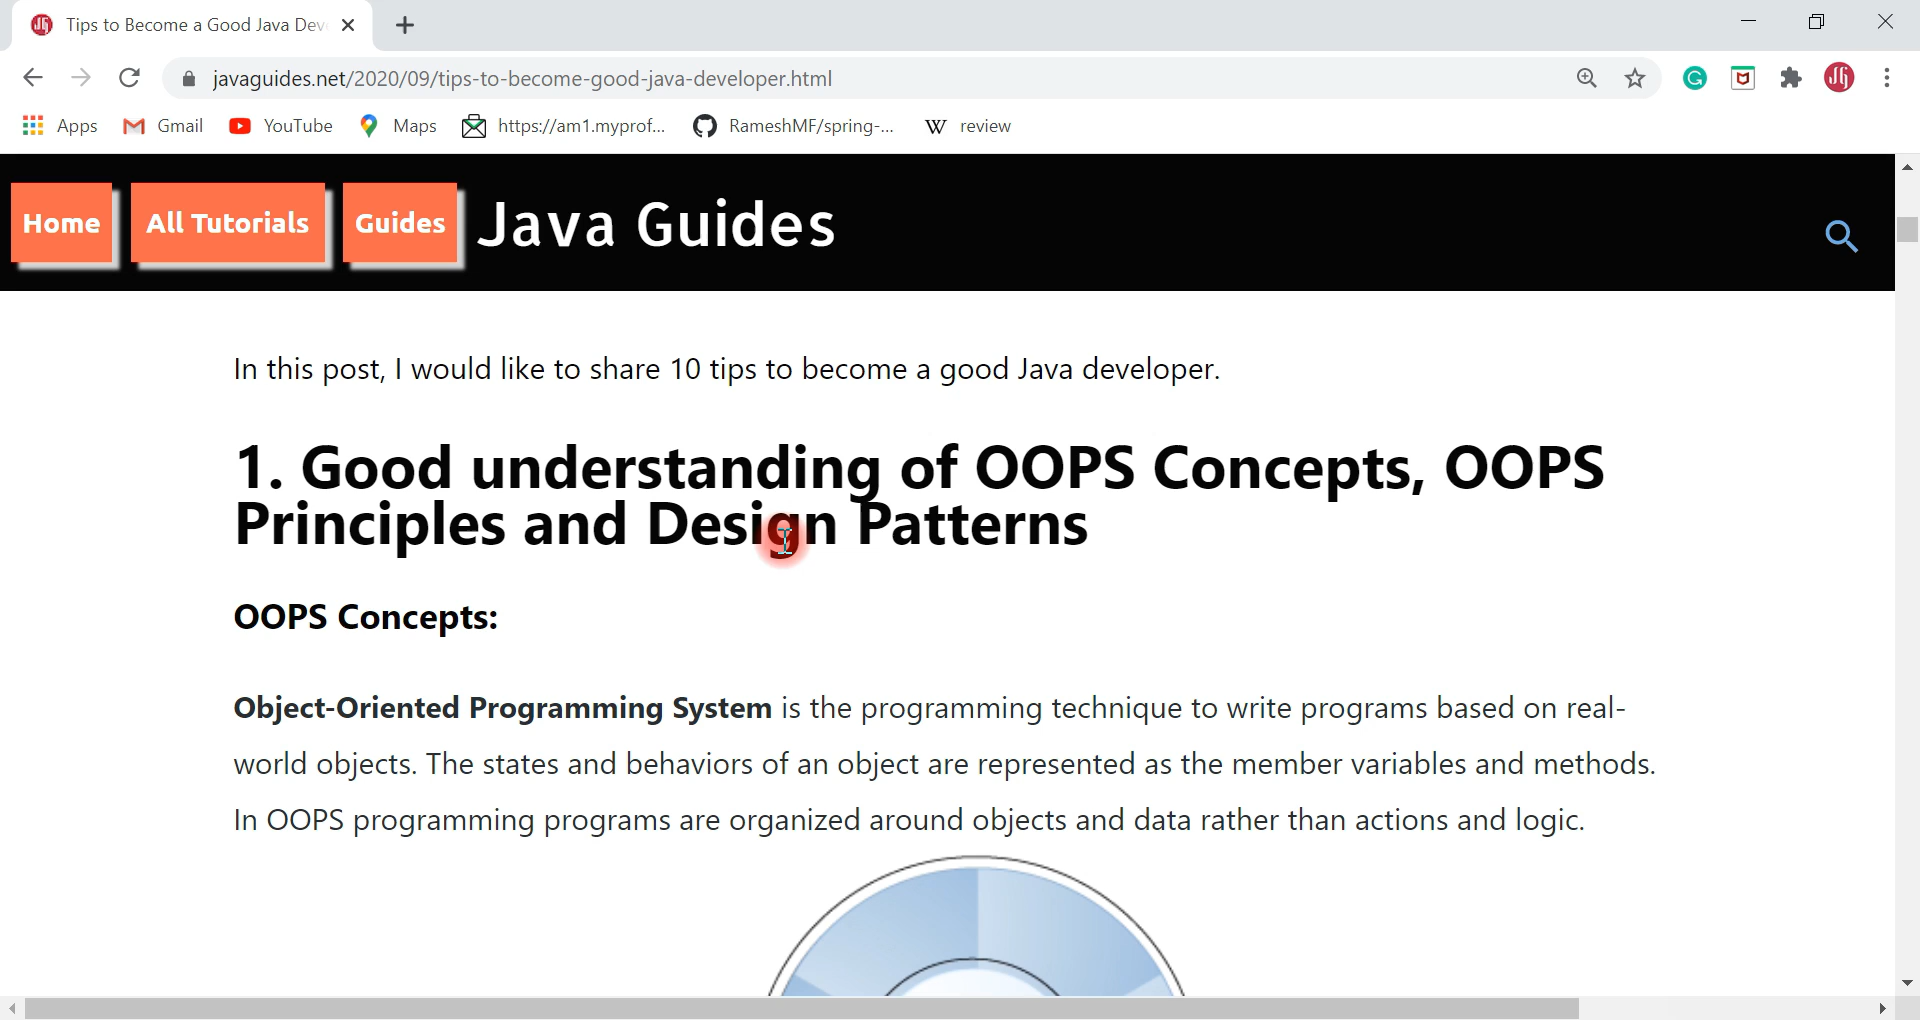 Tips to Become a Good Java Dev
javaguides.net/2020/09/tips-to-become-good-java-developer.html
Apps Gmail YouTube Maps https://am1.myprof... RameshMF/spring-... W review
Home All Tutorials Guides Java Guides
In this post, I would like to share 10 tips to become a good Java developer.
1. Good understanding of OOPS Concepts, OOPS
Principles and Design Patterns
OOPS Concepts:
Object-Oriented Programming System is the programming technique to write programs based on real-
world objects. The states and behaviors of an object are represented as the member variables and methods.
In OOPS programming programs are organized around objects and data rather than actions and logic.